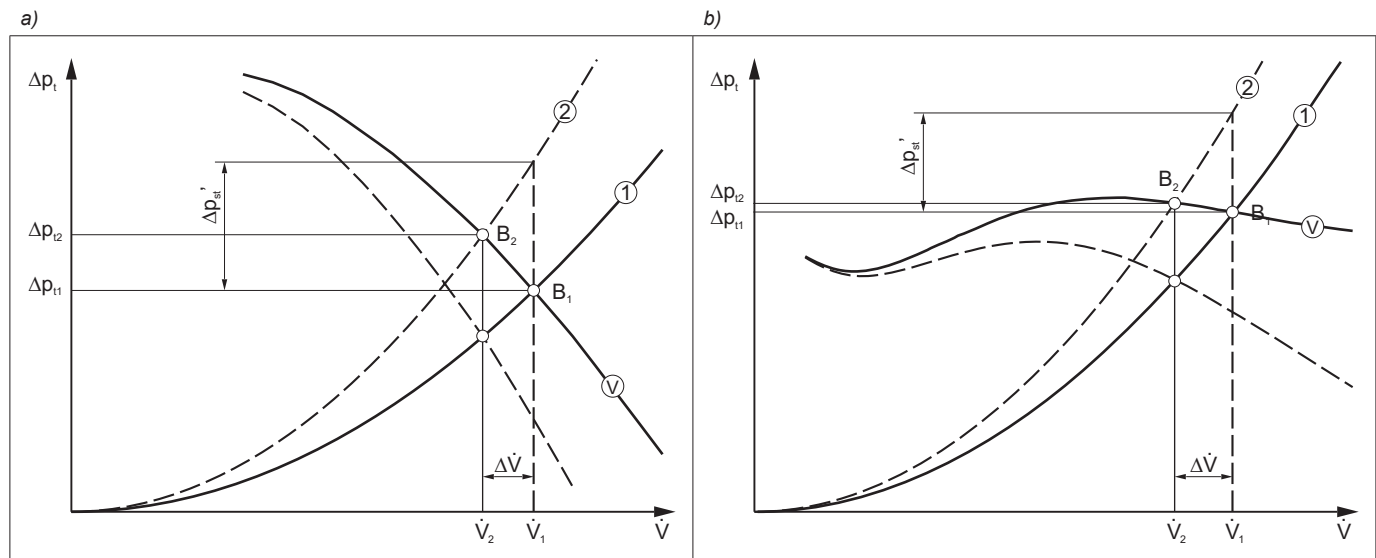 a)
Δp_t
2
Δp_st'
1
Δp_t2
B_2
Δp_t1
B_1
V
ΔV̇
V̇_2
V̇_1
V̇
b)
Δp_t
2
1
Δp_st'
B_2
Δp_t2
Δp_t1
B_1
V
ΔV̇
V̇_2
V̇_1
V̇